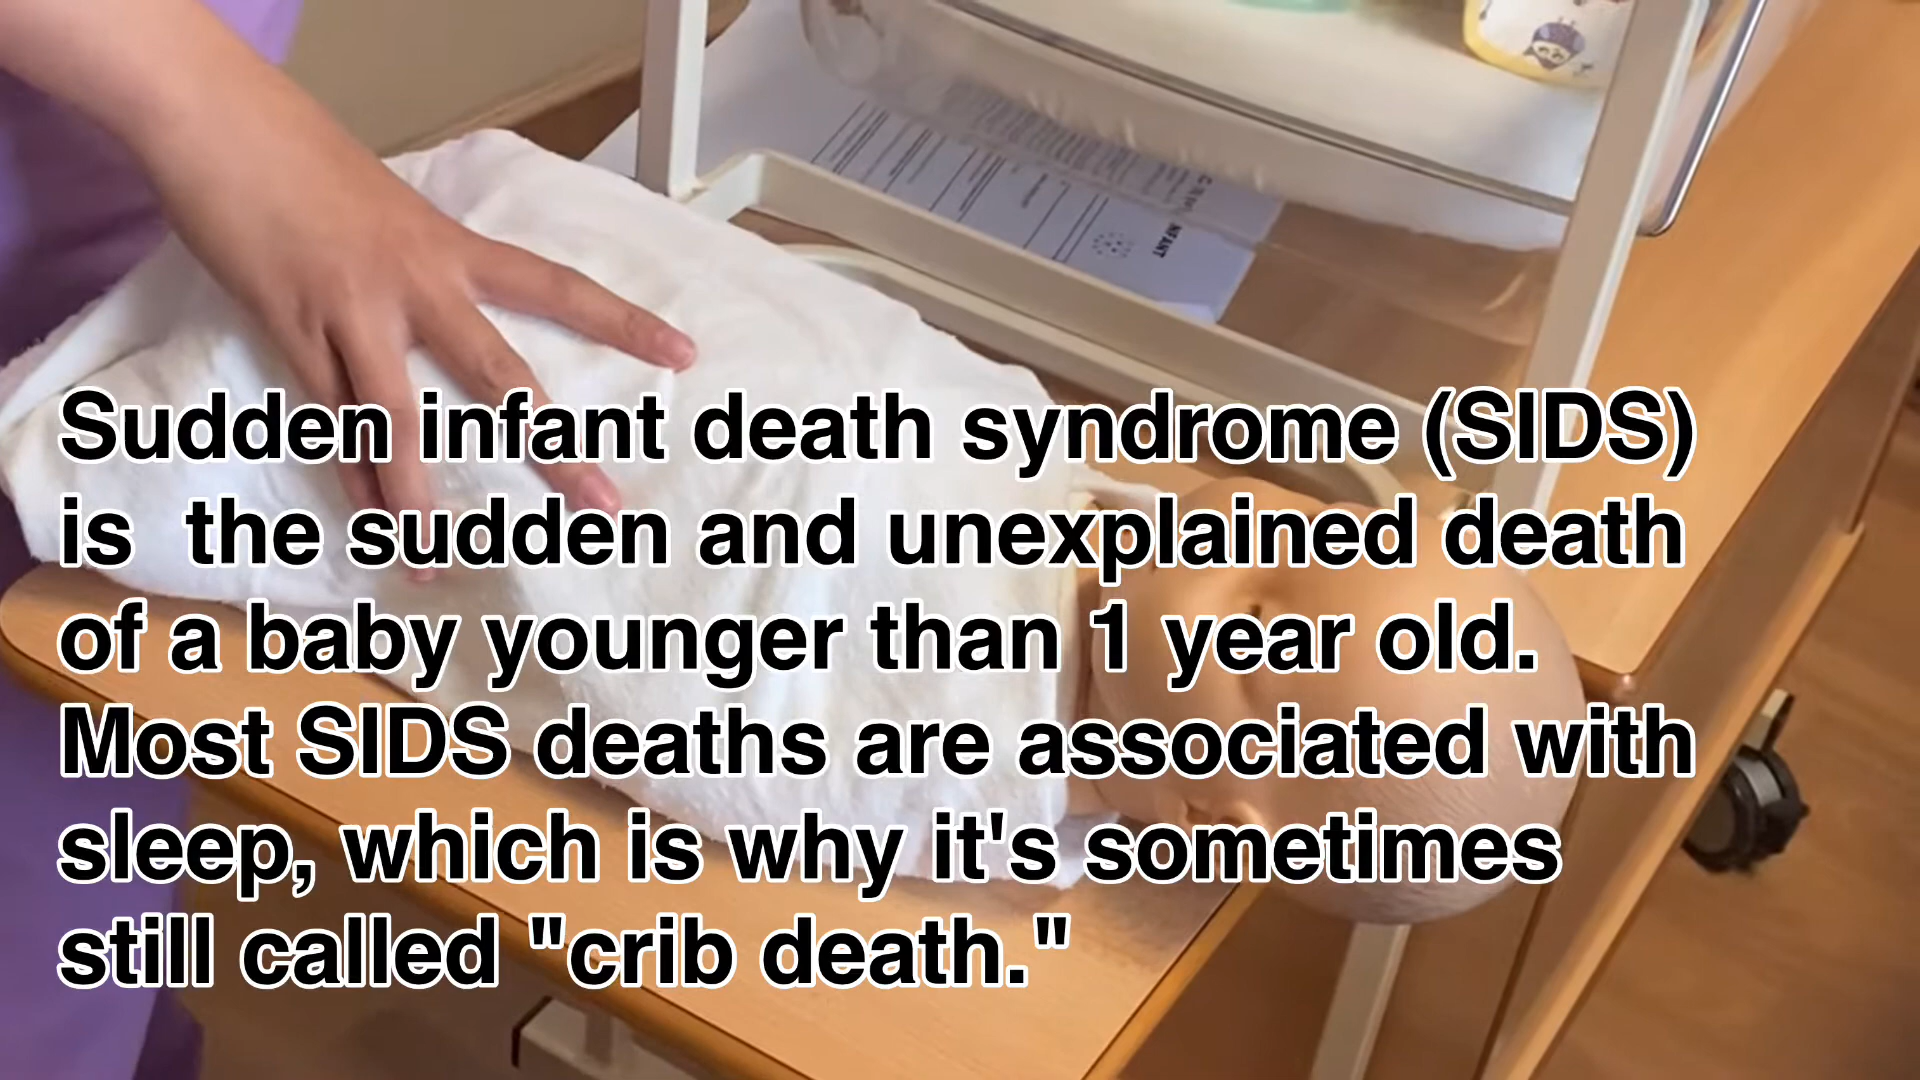 Sudden infant death syndrome (SIDS)
is  the sudden and unexplained death
of a baby younger than 1 year old.
Most SIDS deaths are associated with
sleep, which is why it's sometimes
still called "crib death."